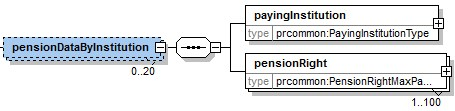 payingInstitution
type prcommon:PayingInstitutionType
pensionDataByInstitution
0..20
pensionRight
type prcommon:PensionRightMaxPa...
1..100